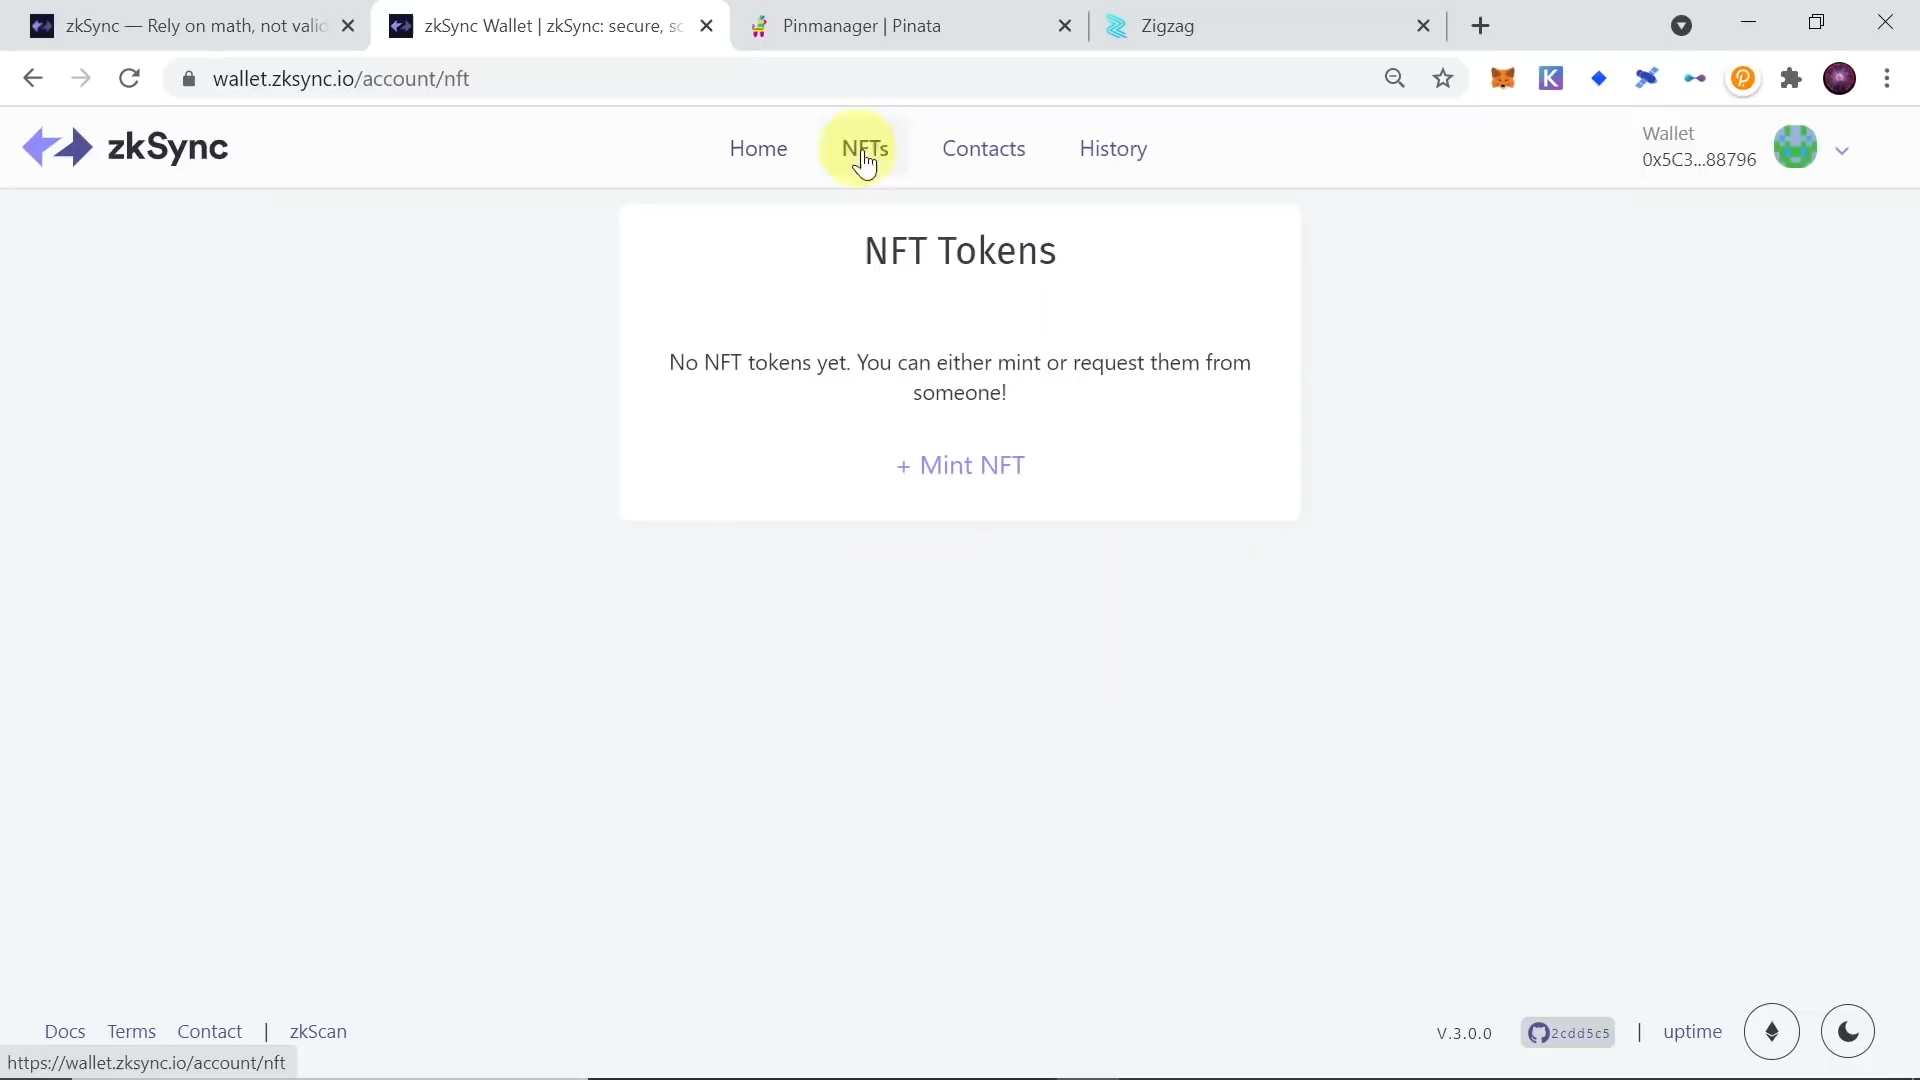 zkSync — Rely on math, not valid
zkSync Wallet | zkSync: secure, sc
Pinmanager | Pinata
Zigzag
wallet.zksync.io/account/nft
zkSync
Home
NFTs
Contacts
History
Wallet
0x5C3...88796
NFT Tokens
No NFT tokens yet. You can either mint or request them from
someone!
+ Mint NFT
Docs
Terms
Contact
|
zkScan
V.3.0.0
2cdd5c5
|
uptime
https://wallet.zksync.io/account/nft